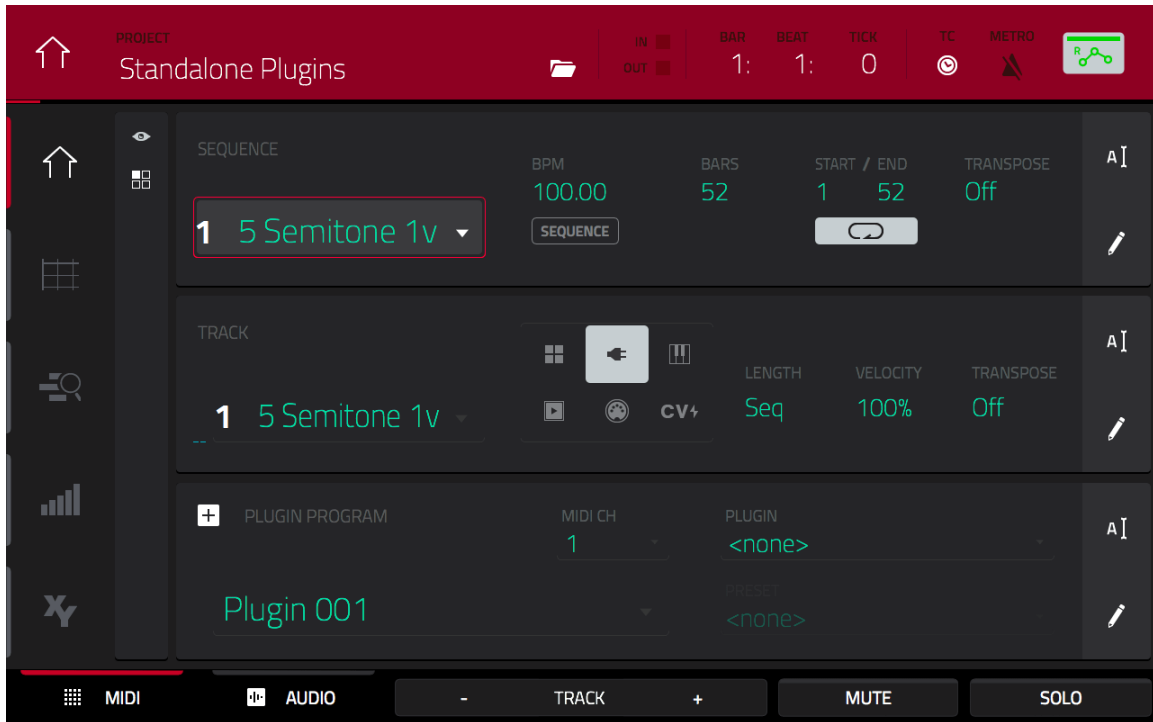 PROJECT
Standalone Plugins
IN
OUT
BAR BEAT TICK
1: 1: 0
TC METRO
R
SEQUENCE
1 5 Semitone 1v
BPM BARS START / END TRANSPOSE
100.00 52 1 52 Off
SEQUENCE
A
TRACK
1 5 Semitone 1v
--
CV
LENGTH VELOCITY TRANSPOSE
Seq 100% Off
A
PLUGIN PROGRAM MIDI CH PLUGIN
1 <none>
Plugin 001
PRESET
<none>
A
XY
MIDI AUDIO - TRACK + MUTE SOLO